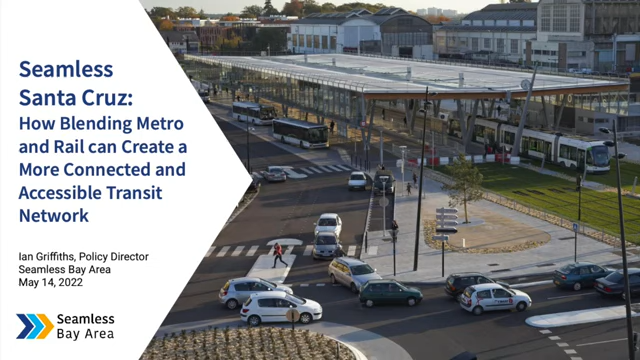 Seamless
Santa Cruz:
How Blending Metro
and Rail can Create a
More Connected and
Accessible Transit
Network
Ian Griffiths, Policy Director
Seamless Bay Area
May 14, 2022
Seamless
Bay Area